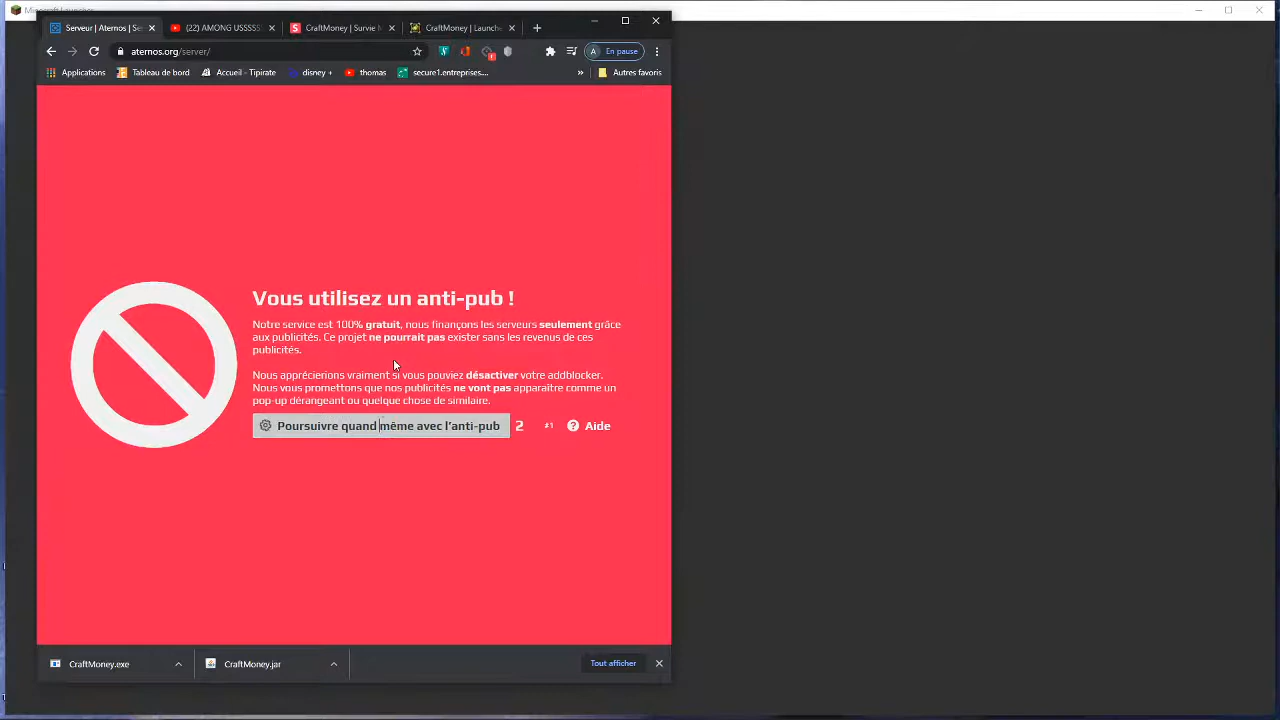 Minecraft Launcher
Serveur | Aternos | Se
(22) AMONG USSSSS
CraftMoney | Survie M
CraftMoney | Launche
aternos.org/server/
En pause
Applications
Tableau de bord
Accueil - Tipirate
disney +
thomas
secure1.entreprises....
»
Autres favoris
Vous utilisez un anti-pub !
Notre service est 100% gratuit, nous finançons les serveurs seulement grâce
aux publicités. Ce projet ne pourrait pas exister sans les revenus de ces
publicités.
Nous apprécierions vraiment si vous pouviez désactiver votre addblocker.
Nous vous promettons que nos publicités ne vont pas apparaître comme un
pop-up dérangeant ou quelque chose de similaire.
Poursuivre quand même avec l'anti-pub
2
#1
Aide
CraftMoney.exe
CraftMoney.jar
Tout afficher